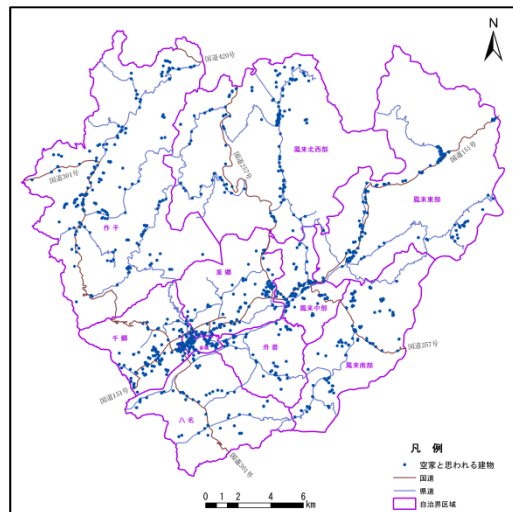 N
国道420号
国道257号
鳳来北西部
国道151号
国道301号
鳳来東部
作手
東郷
鳳来中部
千郷
舟着
国道257号
鳳来南部
国道151号
八名
国道301号
凡 例
空家と思われる建物
国道
県道
自治界区域
0 1 2 4 6
km